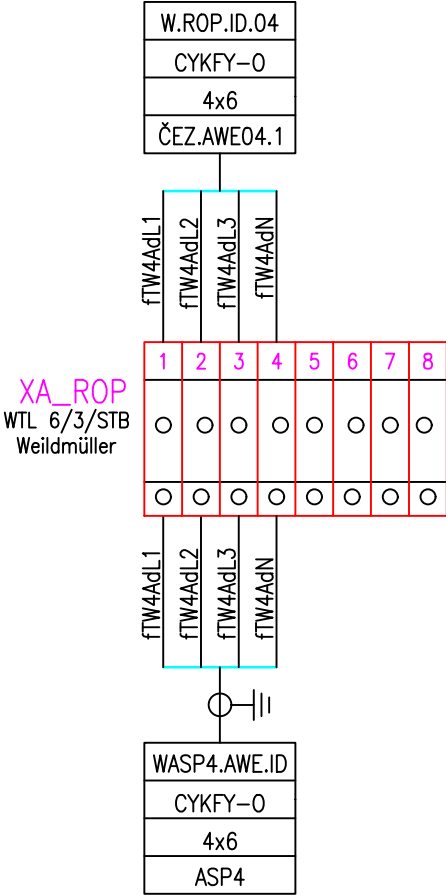 W.ROP.ID.04
CYKFY-O
4x6
ČEZ.AWE04.1
fTW4AdL1
fTW4AdL2
fTW4AdL3
fTW4AdN
1 2 3 4 5 6 7 8
XA_ROP
WTL 6/3/STB
Weildmüller
fTW4AdL1
fTW4AdL2
fTW4AdL3
fTW4AdN
WASP4.AWE.ID
CYKFY-O
4x6
ASP4